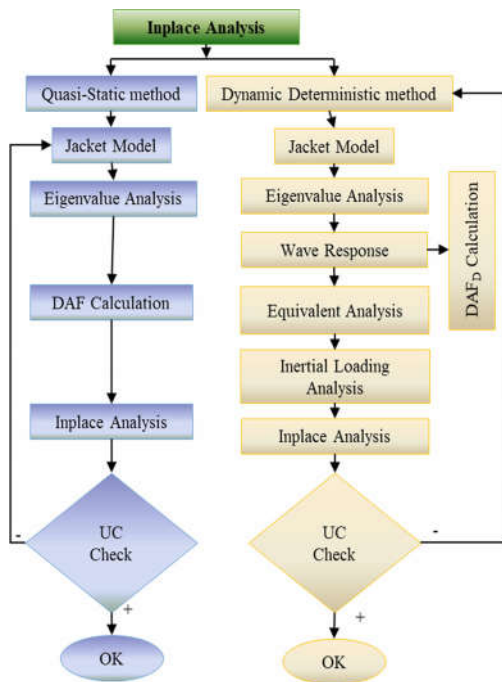 Inplace Analysis
Quasi-Static method
Jacket Model
Eigenvalue Analysis
DAF Calculation
Inplace Analysis
UC
Check
-
+
OK
Dynamic Deterministic method
Jacket Model
Eigenvalue Analysis
Wave Response
DAFD Calculation
Equivalent Analysis
Inertial Loading
Analysis
Inplace Analysis
UC
Check
-
+
OK